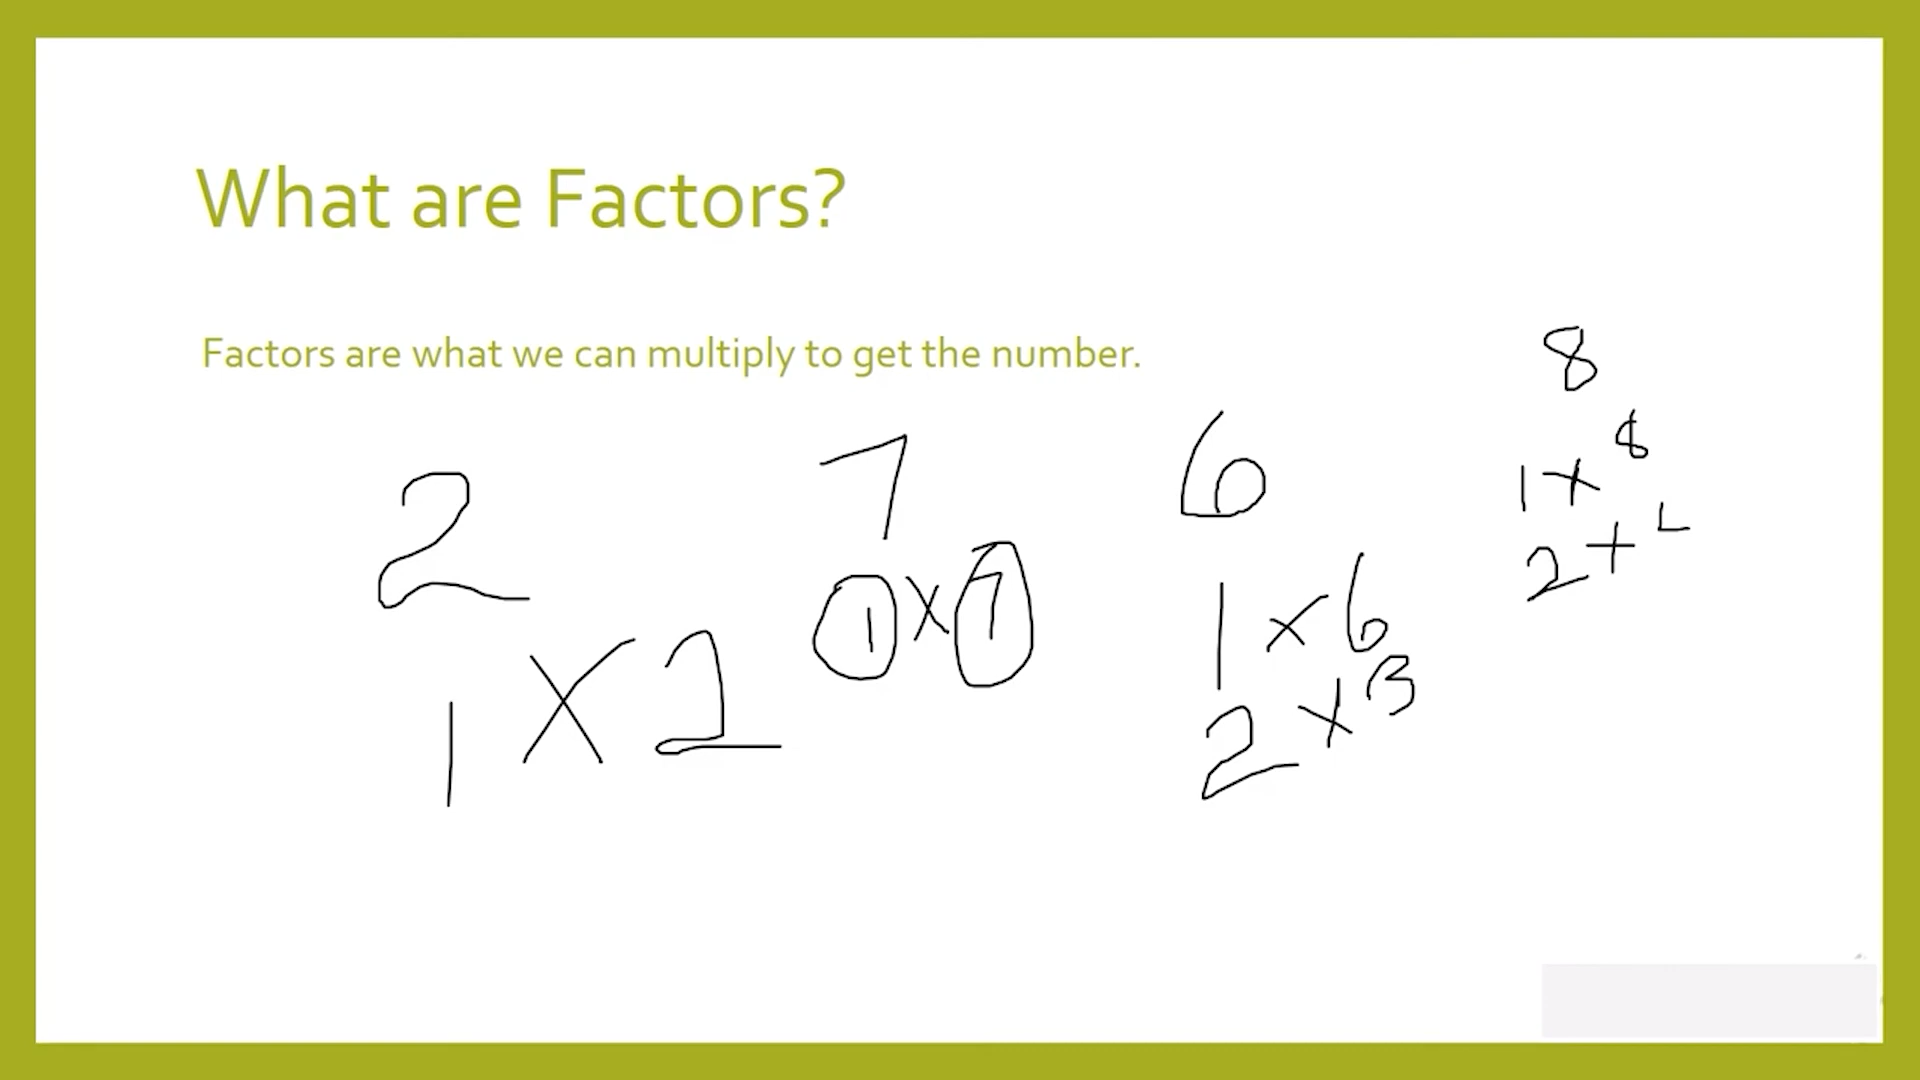 What are Factors?
Factors are what we can multiply to get the number.
2
1 x 2
7
1 x 7
6
1 x 6
2 x 3
8
1 x 8
2 +